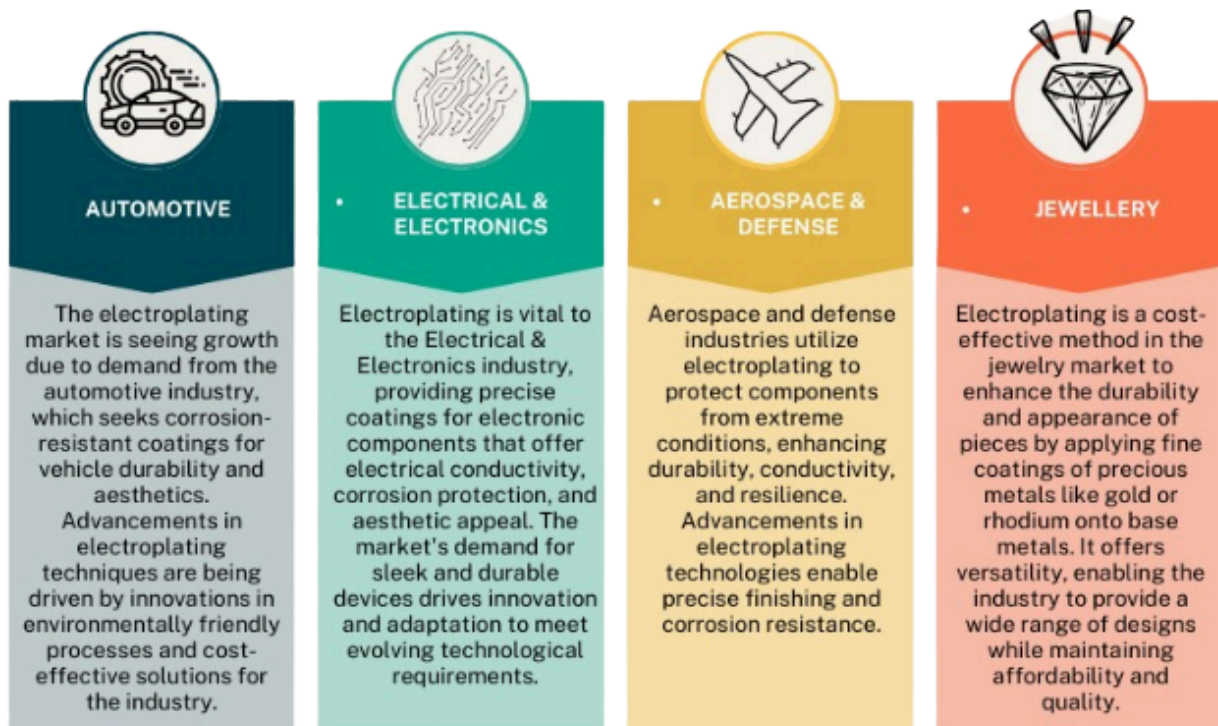 AUTOMOTIVE
The electroplating
market is seeing growth
due to demand from the
automotive industry,
which seeks corrosion-
resistant coatings for
vehicle durability and
aesthetics.
Advancements in
electroplating
techniques are being
driven by innovations in
environmentally friendly
processes and cost-
effective solutions for
the industry.
• ELECTRICAL &
ELECTRONICS
Electroplating is vital to
the Electrical &
Electronics industry,
providing precise
coatings for electronic
components that offer
electrical conductivity,
corrosion protection, and
aesthetic appeal. The
market's demand for
sleek and durable
devices drives innovation
and adaptation to meet
evolving technological
requirements.
• AEROSPACE &
DEFENSE
Aerospace and defense
industries utilize
electroplating to
protect components
from extreme
conditions, enhancing
durability, conductivity,
and resilience.
Advancements in
electroplating
technologies enable
precise finishing and
corrosion resistance.
• JEWELLERY
Electroplating is a cost-
effective method in the
jewelry market to
enhance the durability
and appearance of
pieces by applying fine
coatings of precious
metals like gold or
rhodium onto base
metals. It offers
versatility, enabling the
industry to provide a
wide range of designs
while maintaining
affordability and
quality.